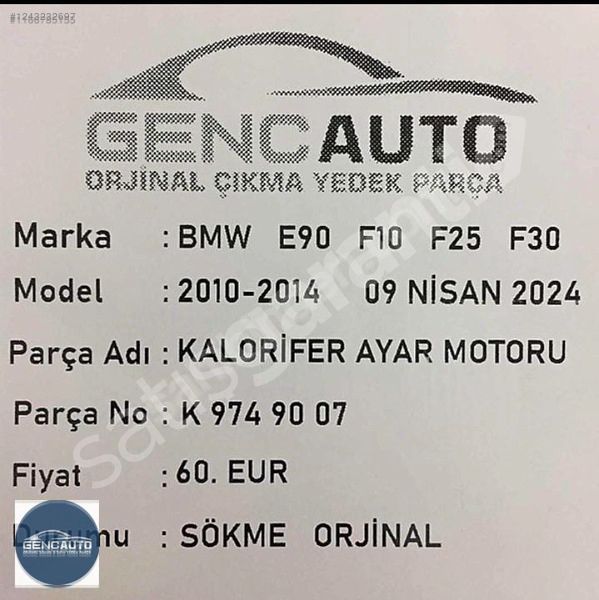 GENCAUTO
ORJİNAL ÇIKMA YEDEK PARÇA
Marka : BMW E90 F10 F25 F30
Model : 2010-2014 09 NİSAN 2024
Parça Adı : KALORİFER AYAR MOTORU
Parça No : K 974 90 07
Fiyat : 60. EUR
Durumu : SÖKME ORJİNAL
GENCAUTO